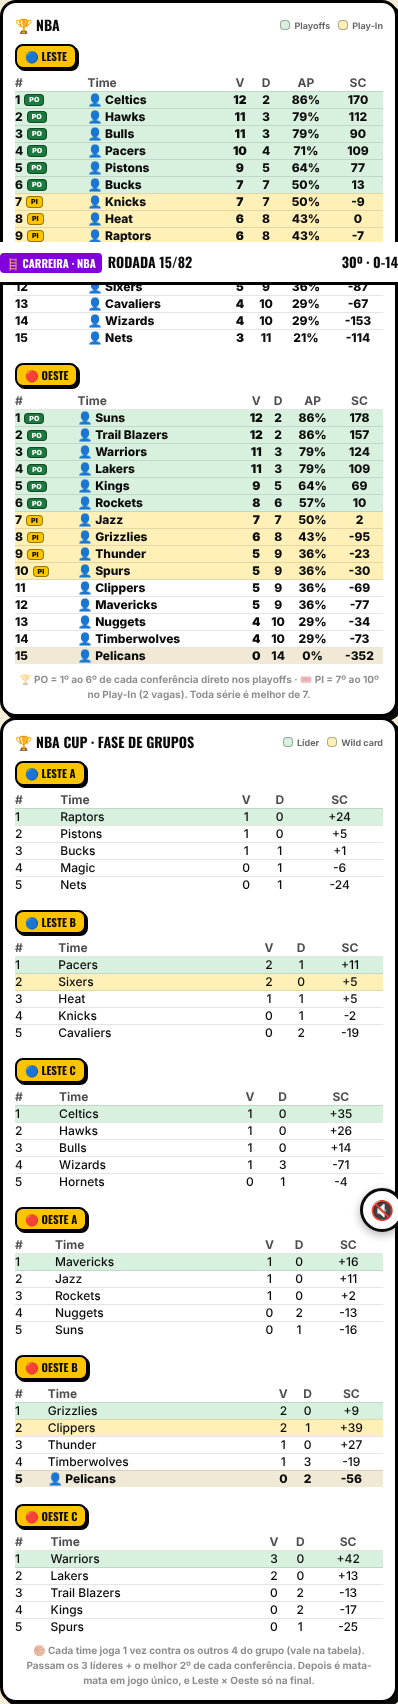 🏆 NBA Playoffs Play-In
LESTE
# Time V D AP SC
1 PO Celtics 12 2 86% 170
2 PO Hawks 11 3 79% 112
3 PO Bulls 11 3 79% 90
4 PO Pacers 10 4 71% 109
5 PO Pistons 9 5 64% 77
6 PO Bucks 7 7 50% 13
7 PI Knicks 7 7 50% -9
8 PI Heat 6 8 43% 0
9 PI Raptors 6 8 43% -7
CARREIRA · NBA RODADA 15/82 30º · 0-14
12 Sixers 5 9 36% -87
13 Cavaliers 4 10 29% -67
14 Wizards 4 10 29% -153
15 Nets 3 11 21% -114
OESTE
# Time V D AP SC
1 PO Suns 12 2 86% 178
2 PO Trail Blazers 12 2 86% 157
3 PO Warriors 11 3 79% 124
4 PO Lakers 11 3 79% 109
5 PO Kings 9 5 64% 69
6 PO Rockets 8 6 57% 10
7 PI Jazz 7 7 50% 2
8 PI Grizzlies 6 8 43% -95
9 PI Thunder 5 9 36% -23
10 PI Spurs 5 9 36% -30
11 Clippers 5 9 36% -69
12 Mavericks 5 9 36% -77
13 Nuggets 4 10 29% -34
14 Timberwolves 4 10 29% -73
15 Pelicans 0 14 0% -352
🏆 PO = 1º ao 6º de cada conferência direto nos playoffs · 🎟️ PI = 7º ao 10º
no Play-In (2 vagas). Toda série é melhor de 7.
🏆 NBA CUP · FASE DE GRUPOS Líder Wild card
LESTE A
# Time V D SC
1 Raptors 1 0 +24
2 Pistons 1 0 +5
3 Bucks 1 1 +1
4 Magic 0 1 -6
5 Nets 0 1 -24
LESTE B
# Time V D SC
1 Pacers 2 1 +11
2 Sixers 2 0 +5
3 Heat 1 1 +5
4 Knicks 0 1 -2
5 Cavaliers 0 2 -19
LESTE C
# Time V D SC
1 Celtics 1 0 +35
2 Hawks 1 0 +26
3 Bulls 1 0 +14
4 Wizards 1 3 -71
5 Hornets 0 1 -4
OESTE A
# Time V D SC
1 Mavericks 1 0 +16
2 Jazz 1 0 +11
3 Rockets 1 0 +2
4 Nuggets 0 2 -13
5 Suns 0 1 -16
OESTE B
# Time V D SC
1 Grizzlies 2 0 +9
2 Clippers 2 1 +39
3 Thunder 1 0 +27
4 Timberwolves 1 3 -19
5 Pelicans 0 2 -56
OESTE C
# Time V D SC
1 Warriors 3 0 +42
2 Lakers 2 0 +13
3 Trail Blazers 0 2 -13
4 Kings 0 2 -17
5 Spurs 0 1 -25
🏀 Cada time joga 1 vez contra os outros 4 do grupo (vale na tabela).
Passam os 3 líderes + o melhor 2º de cada conferência. Depois é mata-
mata em jogo único, e Leste × Oeste só na final.